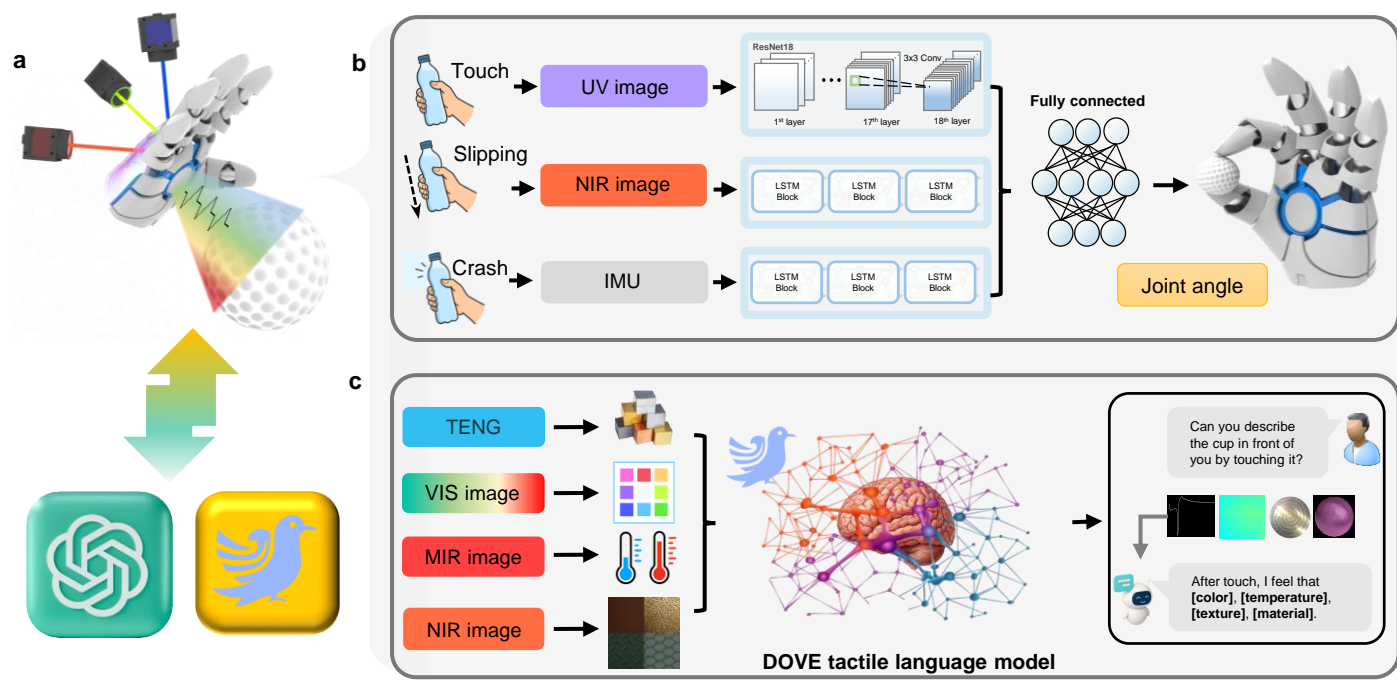 a
b
Touch
UV image
ResNet18
3x3 Conv
1st layer
17th layer
18th layer
Slipping
NIR image
LSTM
Block
LSTM
Block
LSTM
Block
Crash
IMU
LSTM
Block
LSTM
Block
LSTM
Block
Fully connected
Joint angle
c
TENG
VIS image
MIR image
NIR image
DOVE tactile language model
Can you describe
the cup in front of
you by touching it?
After touch, I feel that
[color], [temperature],
[texture], [material].